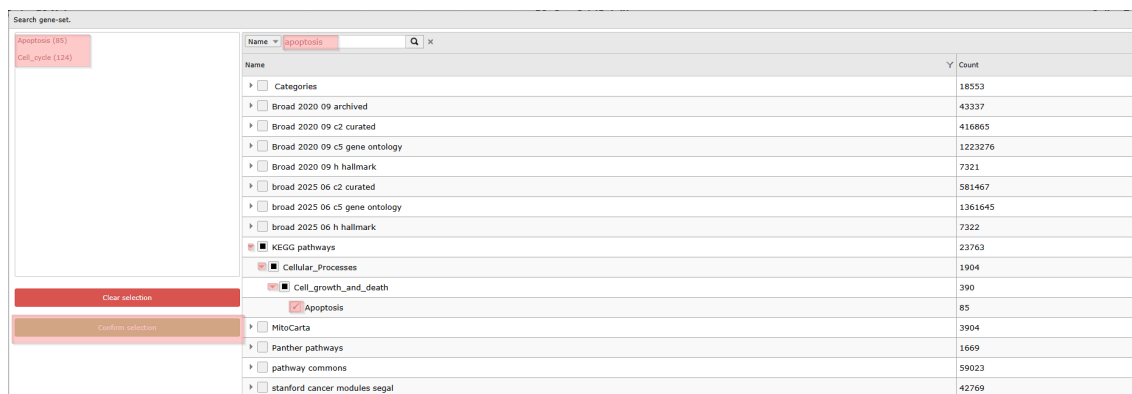 Search gene-set.
Apoptosis (85)
Cell_cycle (124)
Clear selection
Confirm selection
Name apoptosis
Name Count
Categories 18553
Broad 2020 09 archived 43337
Broad 2020 09 c2 curated 416865
Broad 2020 09 c5 gene ontology 1223276
Broad 2020 09 h hallmark 7321
broad 2025 06 c2 curated 581467
broad 2025 06 c5 gene ontology 1361645
broad 2025 06 h hallmark 7322
KEGG pathways 23763
Cellular_Processes 1904
Cell_growth_and_death 390
Apoptosis 85
MitoCarta 3904
Panther pathways 1669
pathway commons 59023
stanford cancer modules segal 42769